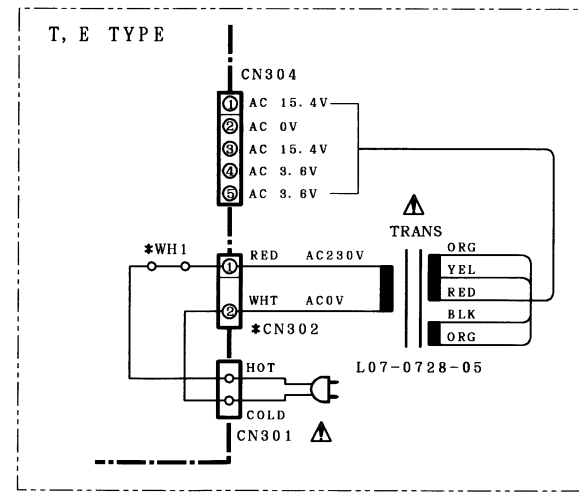 T, E TYPE
CN304
① AC 15.4V
② AC 0V
③ AC 15.4V
④ AC 3.6V
⑤ AC 3.6V
TRANS
*WH1
① RED AC230V
② WHT AC0V
*CN302
ORG
YEL
RED
BLK
ORG
L07-0728-05
HOT
COLD
CN301